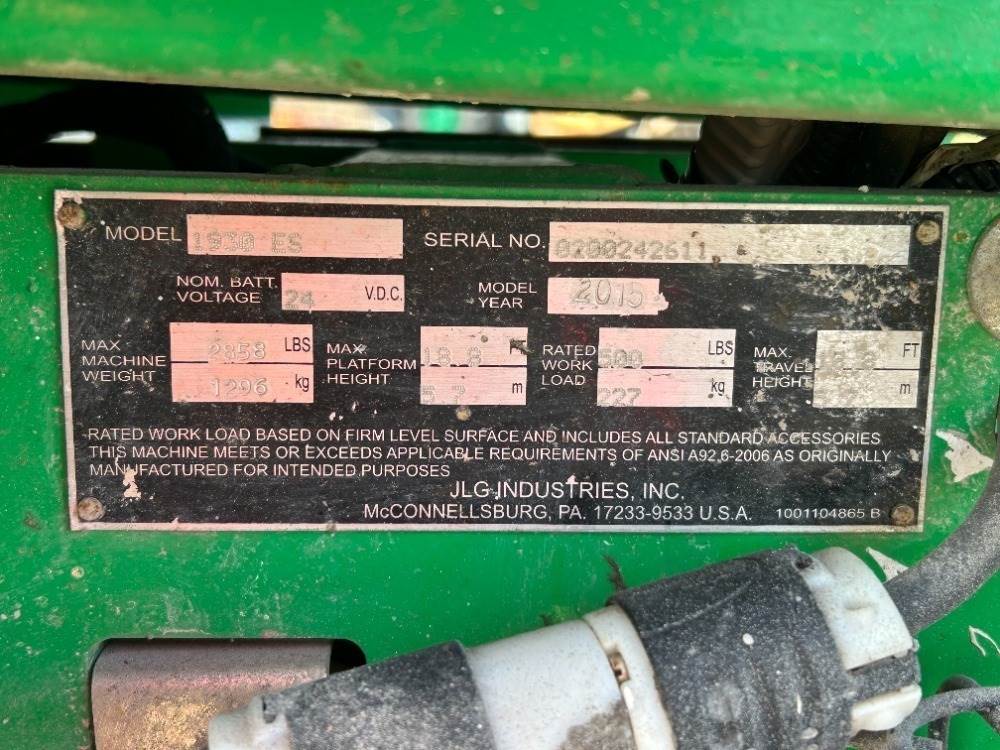 MODEL 1930 ES SERIAL NO. 0200242611
NOM. BATT. VOLTAGE 24 V.D.C. MODEL YEAR 2015
MAX MACHINE WEIGHT 2858 LBS 1296 kg MAX PLATFORM HEIGHT 18.8 FT 5.7 m RATED WORK LOAD 500 LBS 227 kg MAX. TRAVEL HEIGHT FT m
RATED WORK LOAD BASED ON FIRM LEVEL SURFACE AND INCLUDES ALL STANDARD ACCESSORIES
THIS MACHINE MEETS OR EXCEEDS APPLICABLE REQUIREMENTS OF ANSI A92.6-2006 AS ORIGINALLY
MANUFACTURED FOR INTENDED PURPOSES
JLG INDUSTRIES, INC.
McCONNELLSBURG, PA. 17233-9533 U.S.A. 1001104865 B